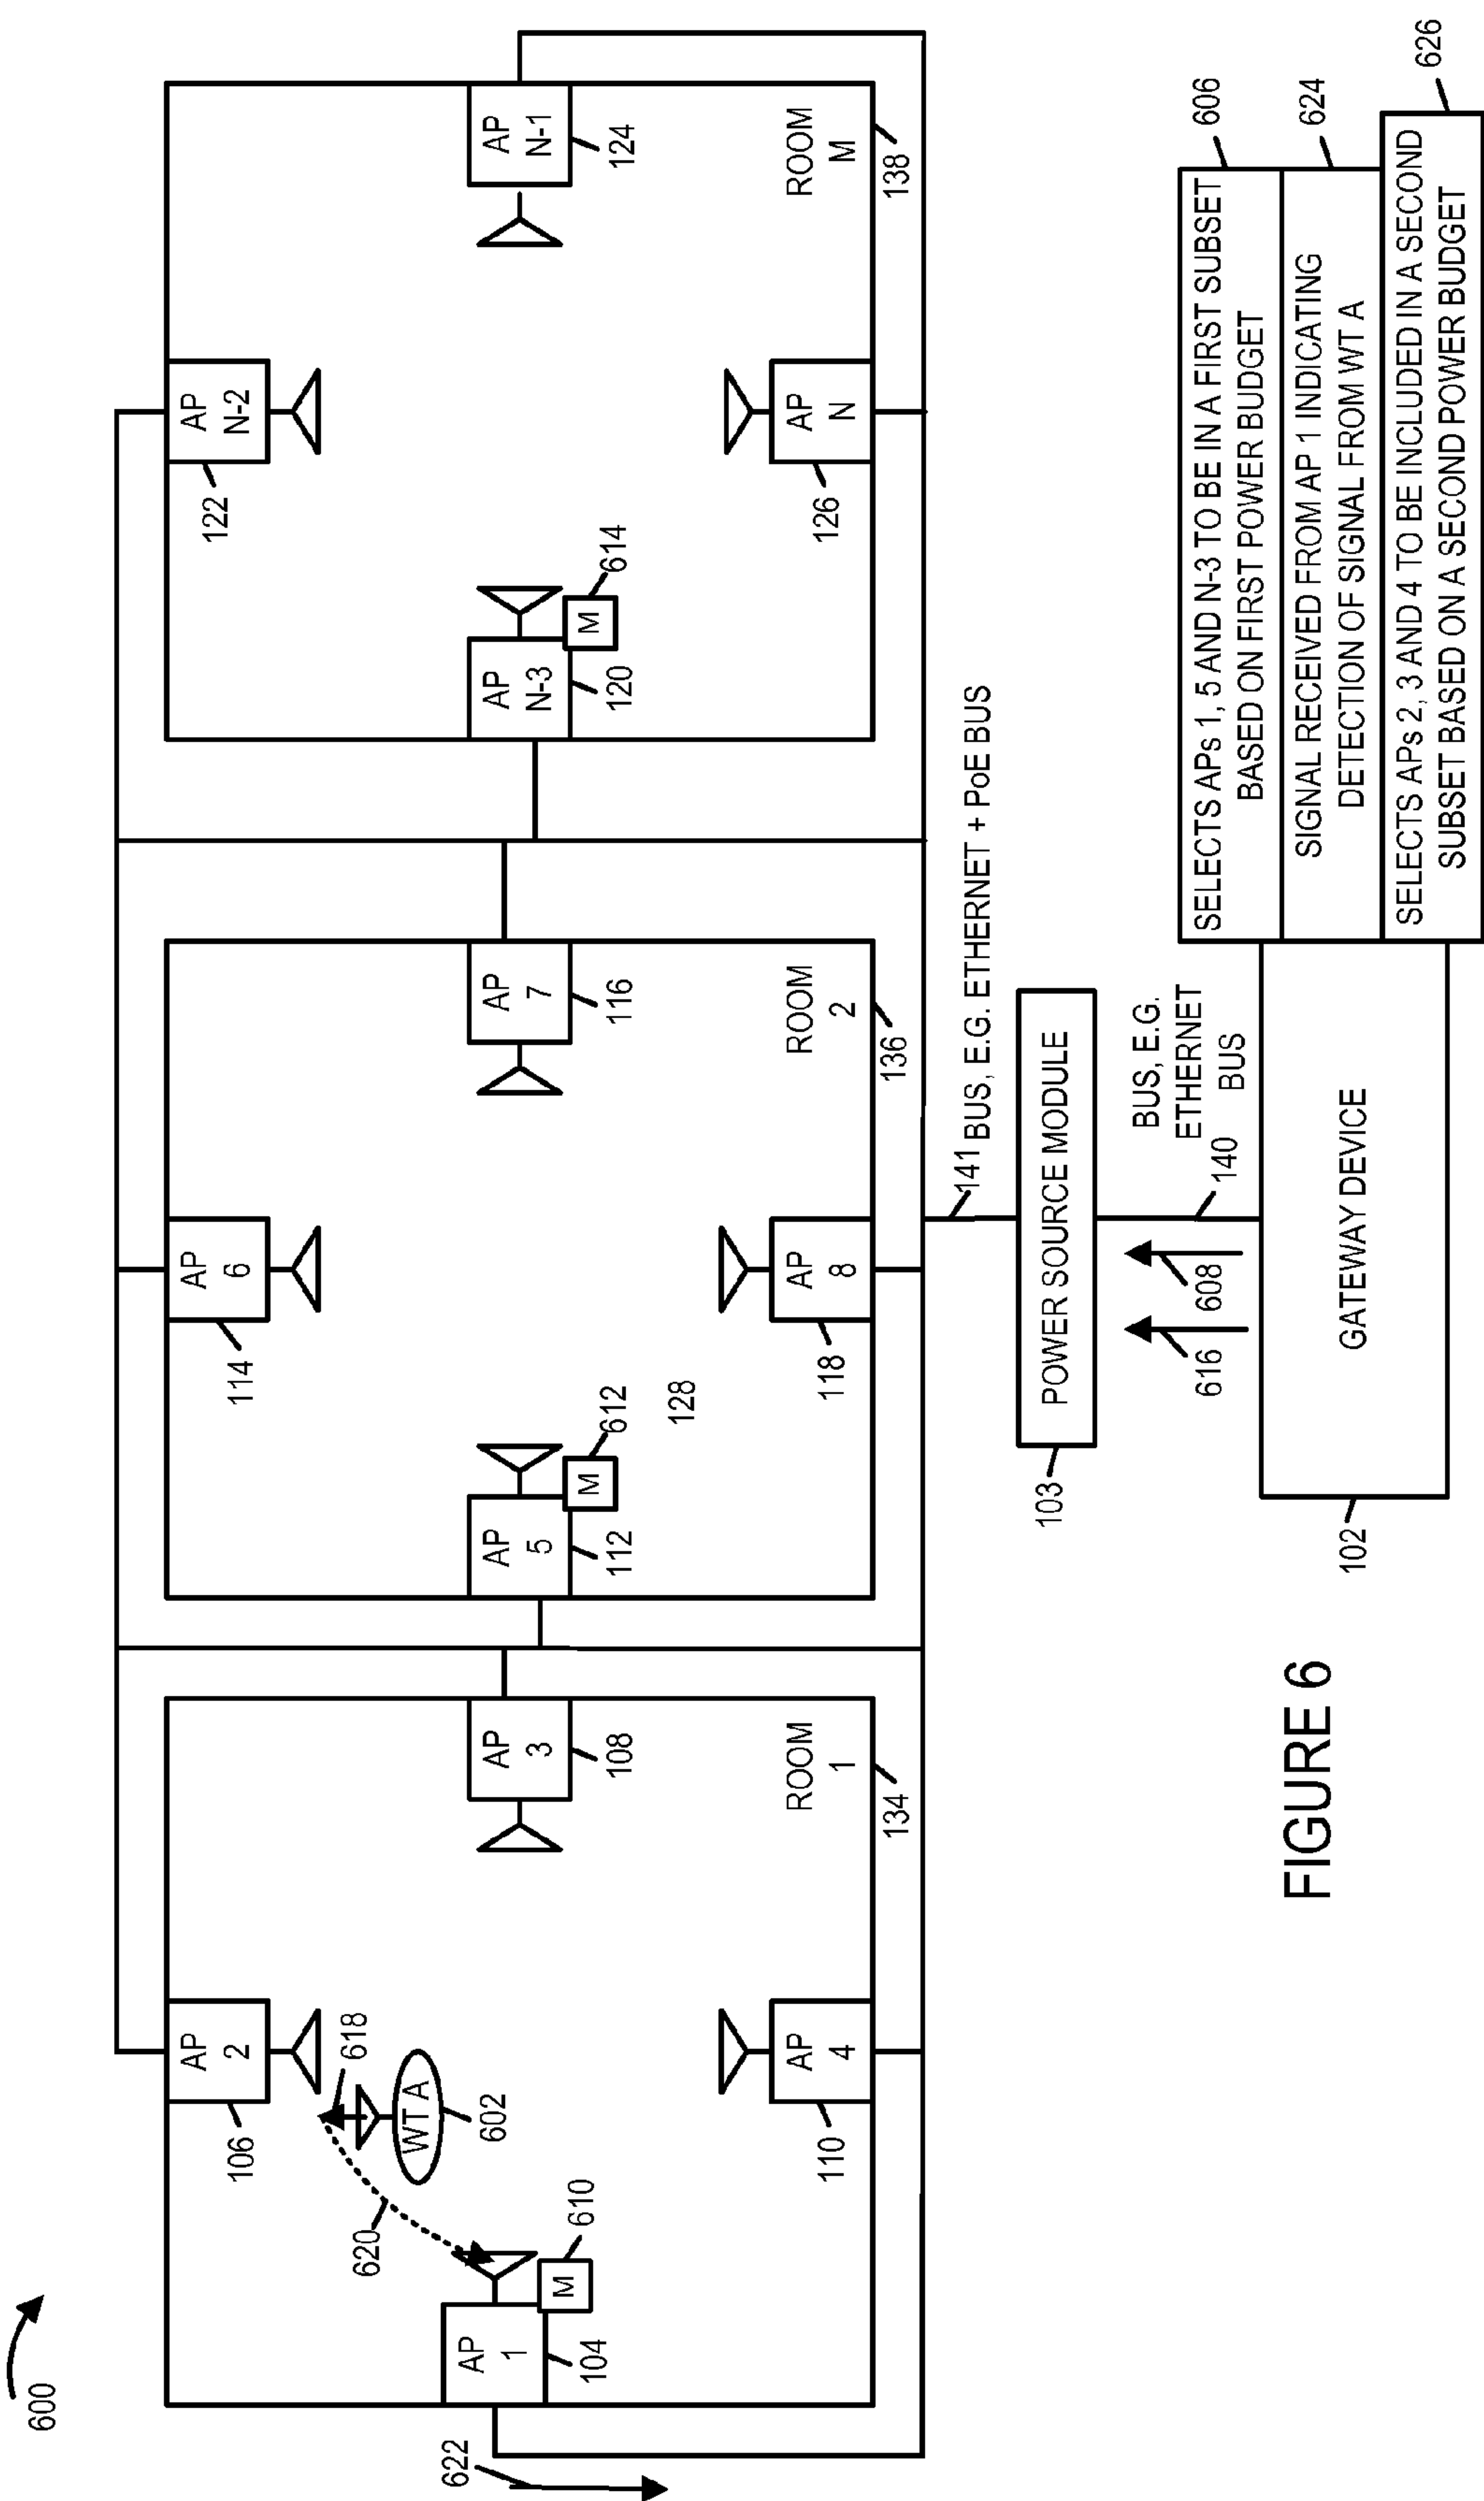 600
622
AP
1
104
M
610
620
AP
2
106
618
WT A
602
AP
3
108
AP
4
110
ROOM
1
134
AP
5
112
M
612
128
AP
6
114
AP
7
116
AP
8
118
ROOM
2
136
AP
N-3
120
M
614
AP
N-2
122
AP
N-1
124
AP
N
126
ROOM
M
138
141
BUS, E.G. ETHERNET + PoE BUS
POWER SOURCE MODULE
103
BUS, E.G.
ETHERNET
BUS
140
616
608
GATEWAY DEVICE
102
SELECTS APs 1, 5 AND N-3 TO BE IN A FIRST SUBSET
BASED ON FIRST POWER BUDGET
606
SIGNAL RECEIVED FROM AP 1 INDICATING
DETECTION OF SIGNAL FROM WT A
624
SELECTS APs 2, 3 AND 4 TO BE INCLUDED IN A SECOND
SUBSET BASED ON A SECOND POWER BUDGET
626
FIGURE 6